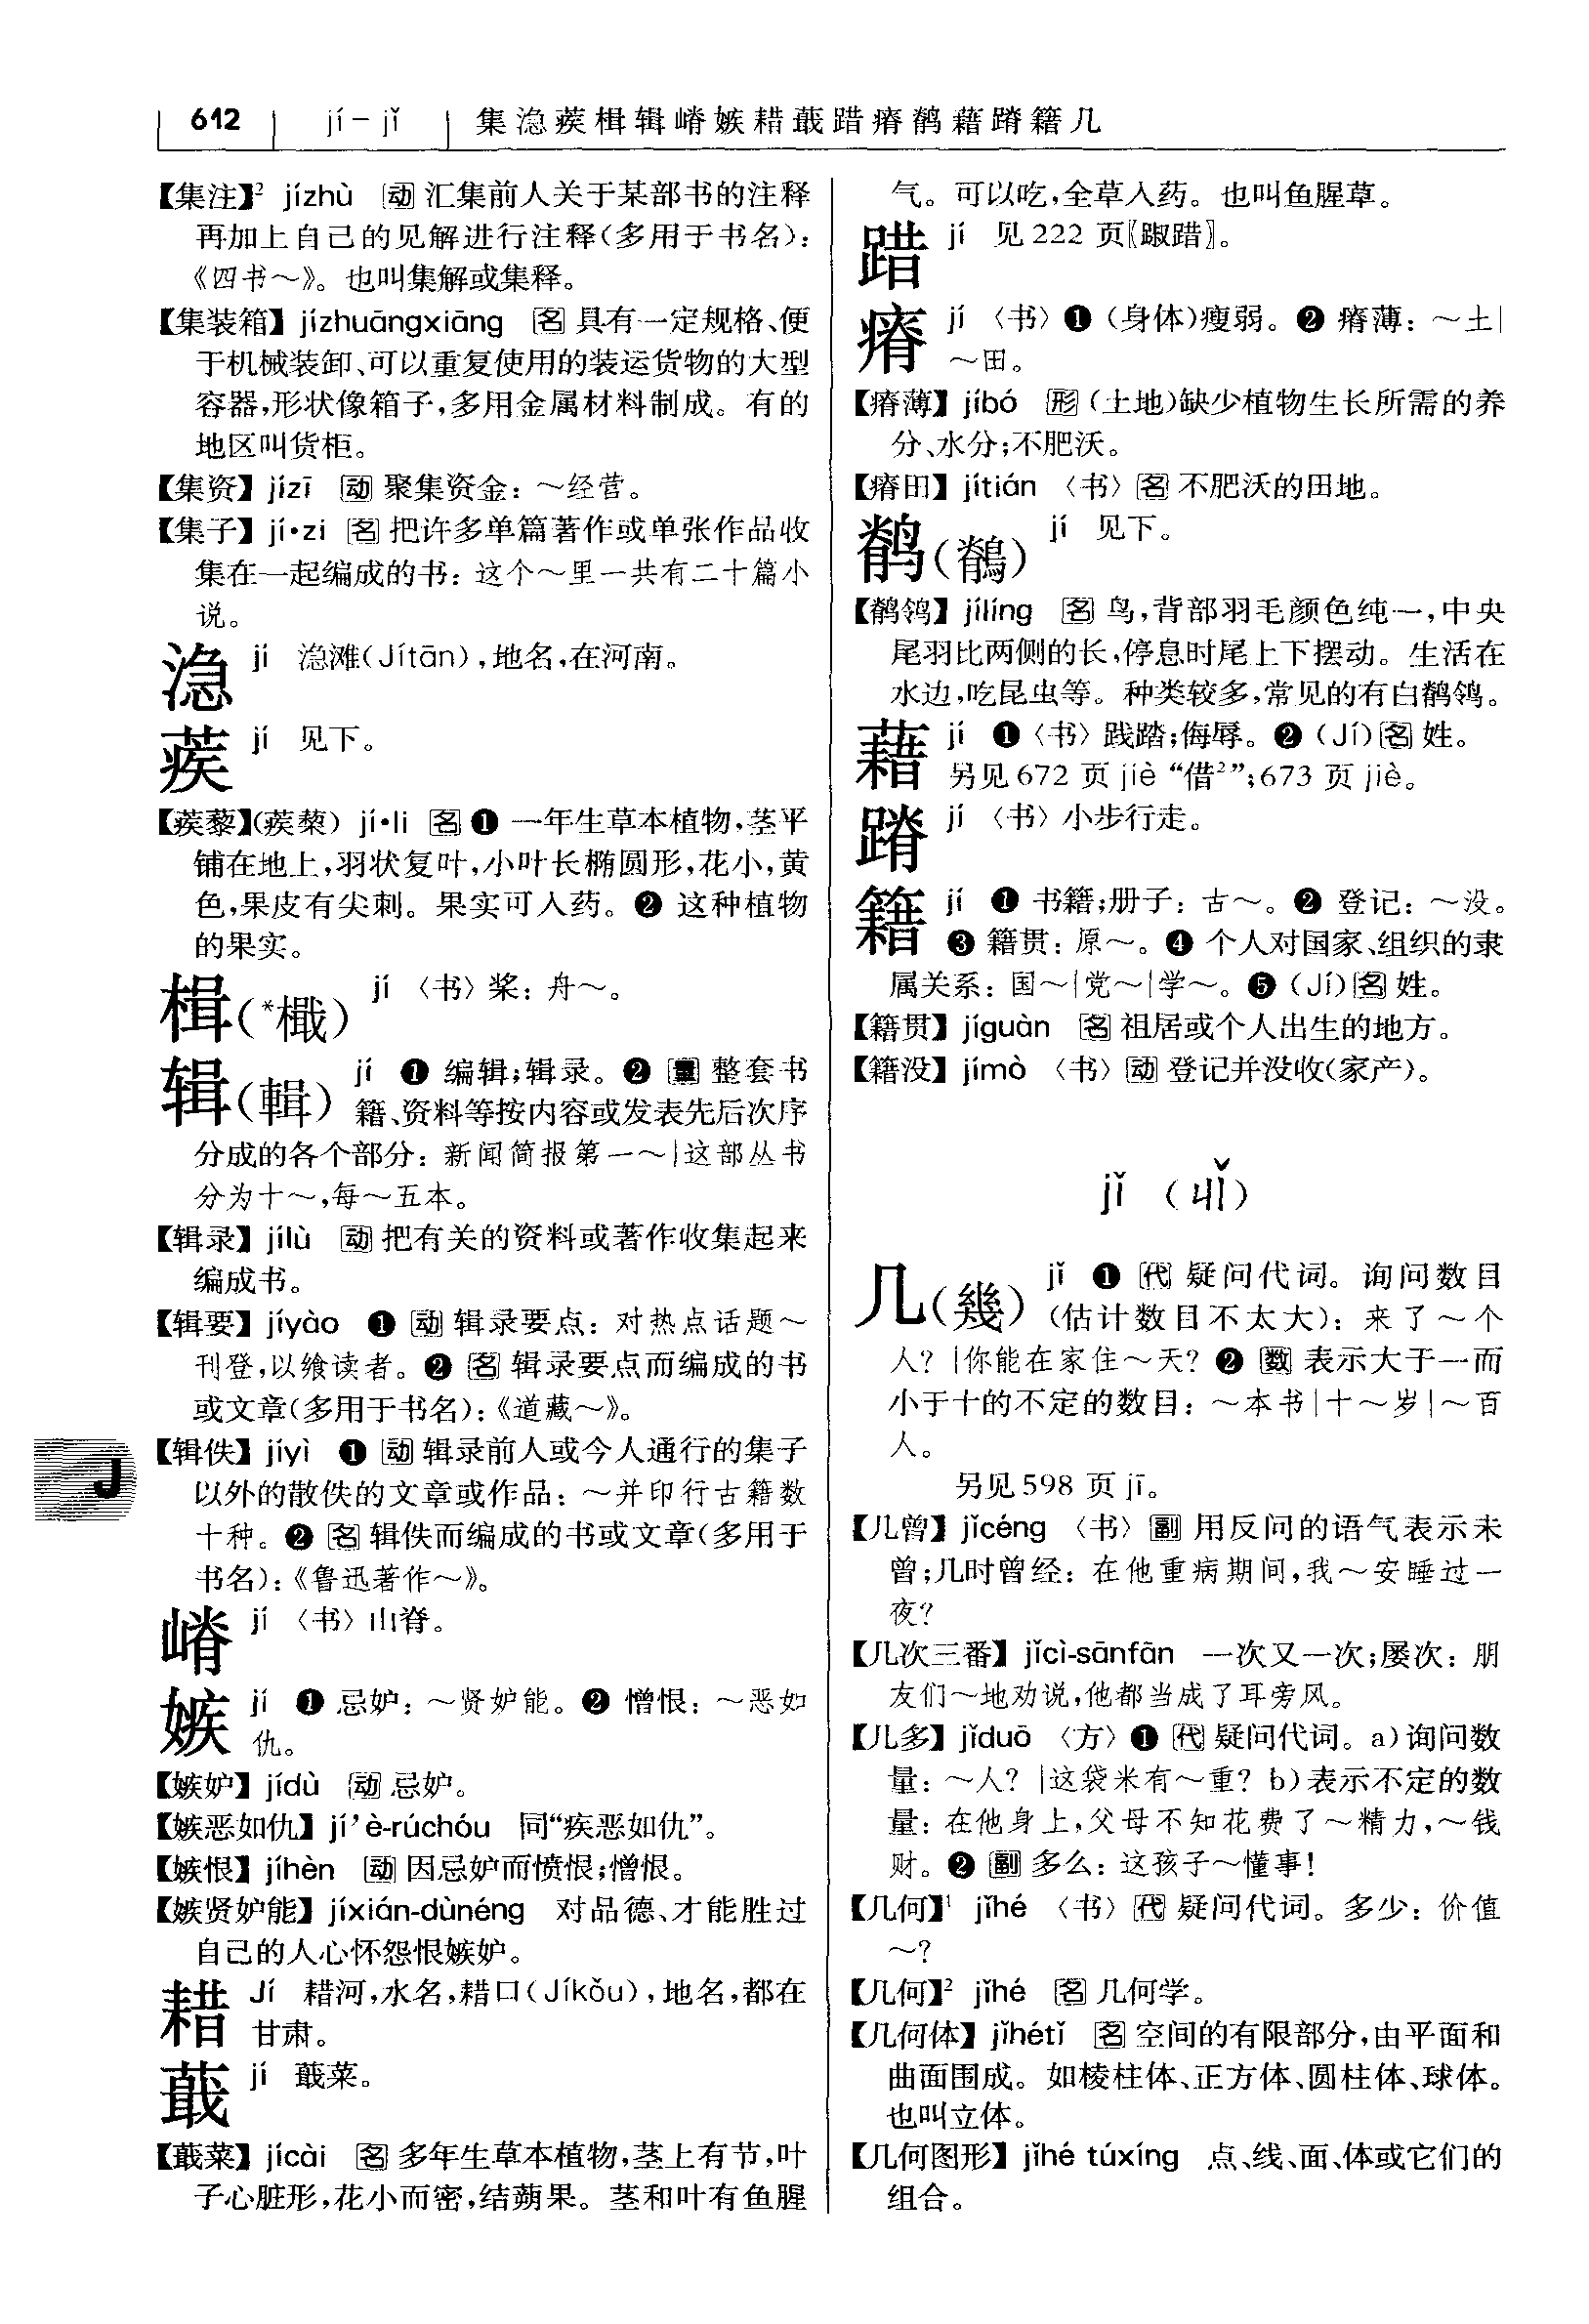 612 jí－jǐ 集㴔蒺楫辑嵴嫉耤蕺踖瘠鹡藉蹐籍几
【集注】² jízhù 动 汇集前人关于某部书的注释
再加上自己的见解进行注释(多用于书名)：
《四书～》。也叫集解或集释。
【集装箱】jízhuāngxiāng 名 具有一定规格、便
于机械装卸、可以重复使用的装运货物的大型
容器,形状像箱子,多用金属材料制成。有的
地区叫货柜。
【集资】jízī 动 聚集资金：～经营。
【集子】jí·zi 名 把许多单篇著作或单张作品收
集在一起编成的书：这个～里一共有二十篇小
说。
㴔 jí 㴔滩(Jítān),地名,在河南。
蒺 jí 见下。
【蒺藜】(蒺蔾) jí·li 名 ❶ 一年生草本植物,茎平
铺在地上,羽状复叶,小叶长椭圆形,花小,黄
色,果皮有尖刺。果实可入药。❷ 这种植物
的果实。
楫(*檝) jí 〈书〉桨：舟～。
辑(輯) jí ❶ 编辑;辑录。❷ 量 整套书
籍、资料等按内容或发表先后次序
分成的各个部分：新闻简报第一～|这部丛书
分为十～,每～五本。
【辑录】jílù 动 把有关的资料或著作收集起来
编成书。
【辑要】jíyào ❶ 动 辑录要点：对热点话题～
刊登,以飨读者。❷ 名 辑录要点而编成的书
或文章(多用于书名)：《道藏～》。
【辑佚】jíyì ❶ 动 辑录前人或今人通行的集子
以外的散佚的文章或作品：～并印行古籍数
十种。❷ 名 辑佚而编成的书或文章(多用于
书名)：《鲁迅著作～》。
嵴 jí 〈书〉山脊。
嫉 jí ❶ 忌妒：～贤妒能。❷ 憎恨：～恶如
仇。
【嫉妒】jídù 动 忌妒。
【嫉恶如仇】jí'è-rúchóu 同“疾恶如仇”。
【嫉恨】jíhèn 动 因忌妒而愤恨;憎恨。
【嫉贤妒能】jíxián-dùnéng 对品德、才能胜过
自己的人心怀怨恨嫉妒。
耤 Jí 耤河,水名,耤口(Jíkǒu),地名,都在
甘肃。
蕺 jí 蕺菜。
【蕺菜】jícài 名 多年生草本植物,茎上有节,叶
子心脏形,花小而密,结蒴果。茎和叶有鱼腥
J
气。可以吃,全草入药。也叫鱼腥草。
踖 jí 见 222 页〖踧踖〗。
瘠 jí 〈书〉❶ (身体)瘦弱。❷ 瘠薄：～土|
～田。
【瘠薄】jíbó 形 (土地)缺少植物生长所需的养
分、水分;不肥沃。
【瘠田】jítián 〈书〉名 不肥沃的田地。
鹡(鶺) jí 见下。
【鹡鸰】jílíng 名 鸟,背部羽毛颜色纯一,中央
尾羽比两侧的长,停息时尾上下摆动。生活在
水边,吃昆虫等。种类较多,常见的有白鹡鸰。
藉 jí ❶〈书〉践踏;侮辱。❷ (Jí) 名 姓。
另见 672 页 jiè “借²”;673 页 jiè。
蹐 jí 〈书〉小步行走。
籍 jí ❶ 书籍;册子：古～。❷ 登记：～没。
❸ 籍贯：原～。❹ 个人对国家、组织的隶
属关系：国～|党～|学～。❺ (Jí) 名 姓。
【籍贯】jíguàn 名 祖居或个人出生的地方。
【籍没】jímò 〈书〉动 登记并没收(家产)。
jǐ (ㄐㄧˇ)
几(幾) jǐ ❶ 代 疑问代词。询问数目
(估计数目不太大)：来了～个
人？|你能在家住～天？❷ 数 表示大于一而
小于十的不定的数目：～本书|十～岁|～百
人。
另见 598 页 jī。
【几曾】jǐcéng 〈书〉副 用反问的语气表示未
曾;几时曾经：在他重病期间,我～安睡过一
夜？
【几次三番】jǐcì-sānfān 一次又一次;屡次：朋
友们～地劝说,他都当成了耳旁风。
【几多】jǐduō 〈方〉❶ 代 疑问代词。a)询问数
量：～人？|这袋米有～重？b)表示不定的数
量：在他身上,父母不知花费了～精力,～钱
财。❷ 副 多么：这孩子～懂事！
【几何】¹ jǐhé 〈书〉代 疑问代词。多少：价值
～？
【几何】² jǐhé 名 几何学。
【几何体】jǐhétǐ 名 空间的有限部分,由平面和
曲面围成。如棱柱体、正方体、圆柱体、球体。
也叫立体。
【几何图形】jǐhé túxíng 点、线、面、体或它们的
组合。